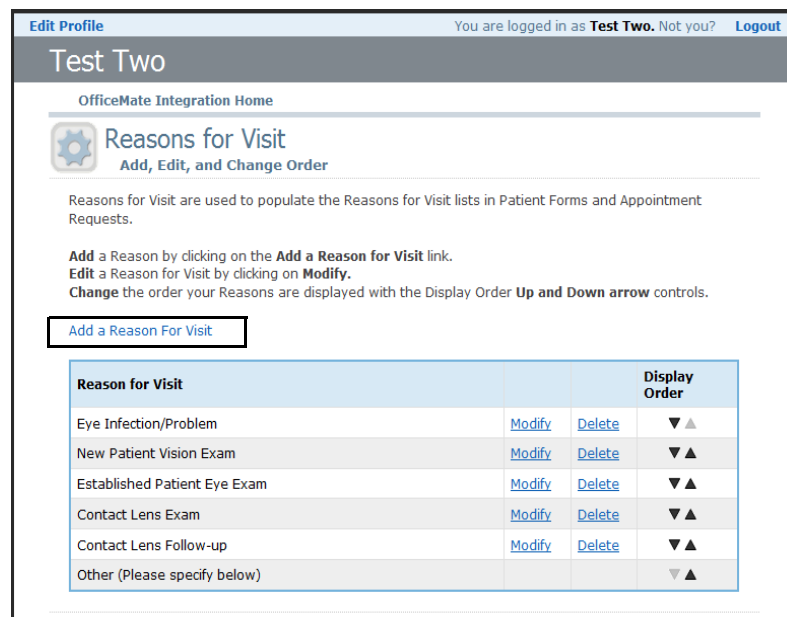 Edit Profile You are logged in as Test Two. Not you? Logout
Test Two
OfficeMate Integration Home
Reasons for Visit
Add, Edit, and Change Order
Reasons for Visit are used to populate the Reasons for Visit lists in Patient Forms and Appointment
Requests.
Add a Reason by clicking on the Add a Reason for Visit link.
Edit a Reason for Visit by clicking on Modify.
Change the order your Reasons are displayed with the Display Order Up and Down arrow controls.
Add a Reason For Visit
Reason for Visit Display
Order
Eye Infection/Problem Modify Delete
New Patient Vision Exam Modify Delete
Established Patient Eye Exam Modify Delete
Contact Lens Exam Modify Delete
Contact Lens Follow-up Modify Delete
Other (Please specify below)